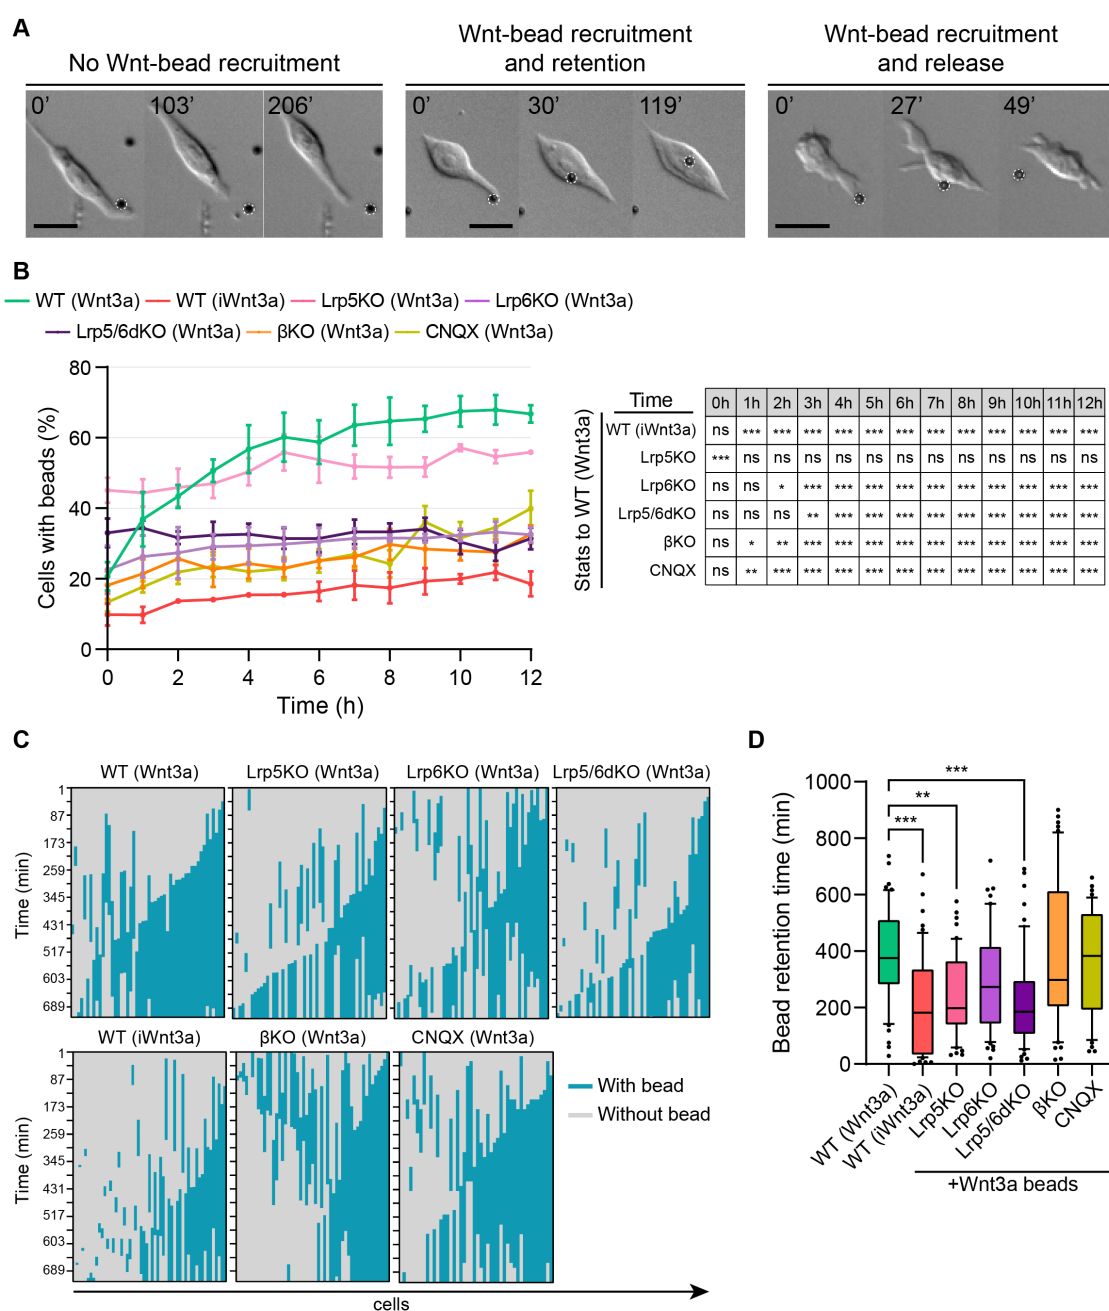 A
No Wnt-bead recruitment
Wnt-bead recruitment
and retention
Wnt-bead recruitment
and release
0’ 103’ 206’
0’ 30’ 119’
0’ 27’ 49’
B
WT (Wnt3a) WT (iWnt3a) Lrp5KO (Wnt3a) Lrp6KO (Wnt3a)
Lrp5/6dKO (Wnt3a) βKO (Wnt3a) CNQX (Wnt3a)
Cells with beads (%)
80
60
40
20
0
0 2 4 6 8 10 12
Time (h)
Stats to WT (Wnt3a)
Time 0h 1h 2h 3h 4h 5h 6h 7h 8h 9h 10h 11h 12h
WT (iWnt3a) ns *** *** *** *** *** *** *** *** *** *** *** ***
Lrp5KO *** ns ns ns ns ns ns ns ns ns ns ns ns
Lrp6KO ns ns * *** *** *** *** *** *** *** *** *** ***
Lrp5/6dKO ns ns ns ** *** *** *** *** *** *** *** *** ***
βKO ns * ** *** *** *** *** *** *** *** *** *** ***
CNQX ns ** *** *** *** *** *** *** *** *** *** *** ***
C
WT (Wnt3a) Lrp5KO (Wnt3a) Lrp6KO (Wnt3a) Lrp5/6dKO (Wnt3a)
Time (min)
1
87
173
259
345
431
517
603
689
WT (iWnt3a) βKO (Wnt3a) CNQX (Wnt3a)
Time (min)
1
87
173
259
345
431
517
603
689
With bead
Without bead
cells
D
Bead retention time (min)
1000
800
600
400
200
0
***
**
***
WT (Wnt3a)
WT (iWnt3a)
Lrp5KO
Lrp6KO
Lrp5/6dKO
βKO
CNQX
+Wnt3a beads